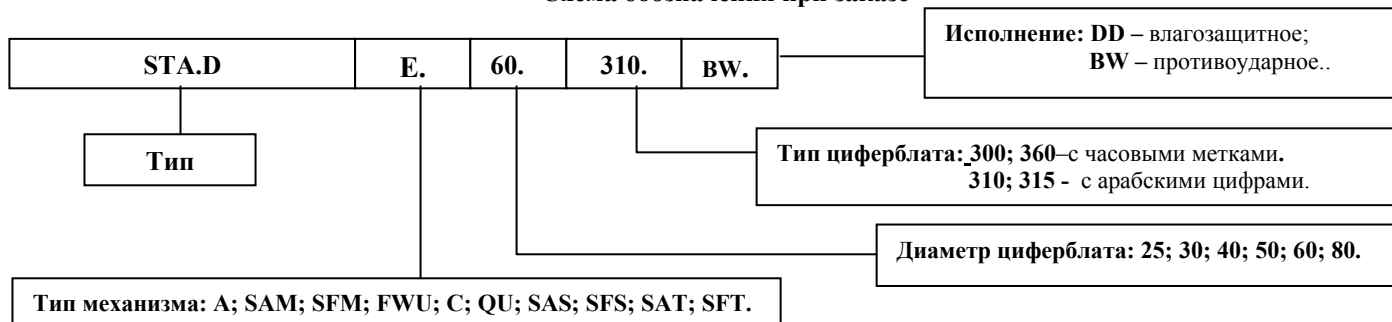 STA.D E. 60. 310. BW.
Исполнение: DD – влагозащитное;
BW – противоударное..
Тип
Тип циферблата: 300; 360–с часовыми метками.
310; 315 - с арабскими цифрами.
Диаметр циферблата: 25; 30; 40; 50; 60; 80.
Тип механизма: A; SAM; SFM; FWU; C; QU; SAS; SFS; SAT; SFT.